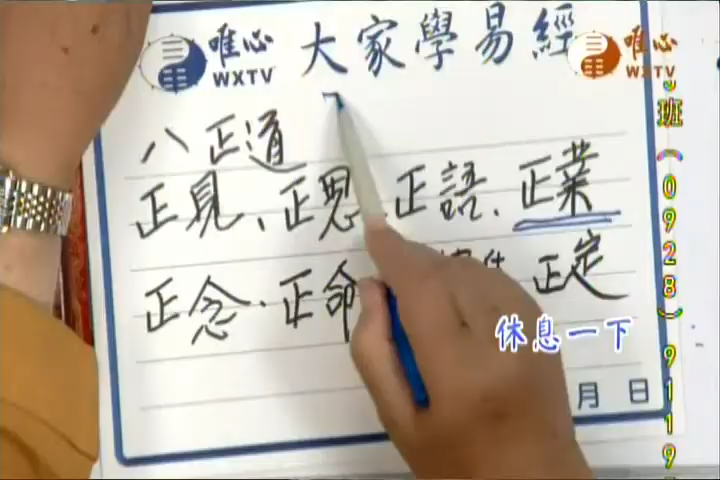 唯心
WXTV
大家學易經
唯心
WXTV
八正道
正見、正思、正語、正業
正念、正命 正定
休息一下
月 日
班(0928)9119